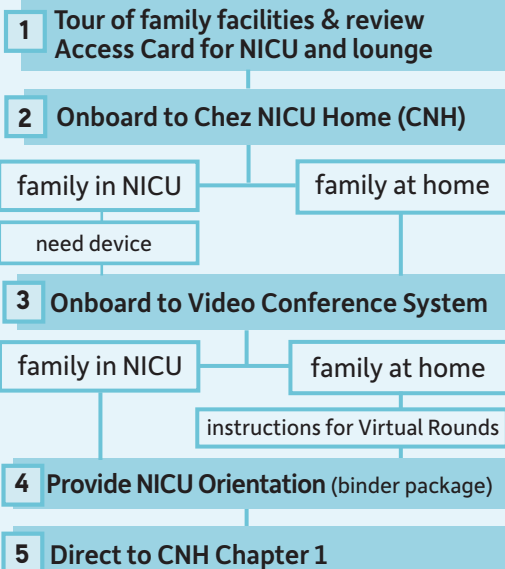 1 Tour of family facilities & review
Access Card for NICU and lounge
2 Onboard to Chez NICU Home (CNH)
family in NICU
family at home
need device
3 Onboard to Video Conference System
family in NICU
family at home
instructions for Virtual Rounds
4 Provide NICU Orientation (binder package)
5 Direct to CNH Chapter 1